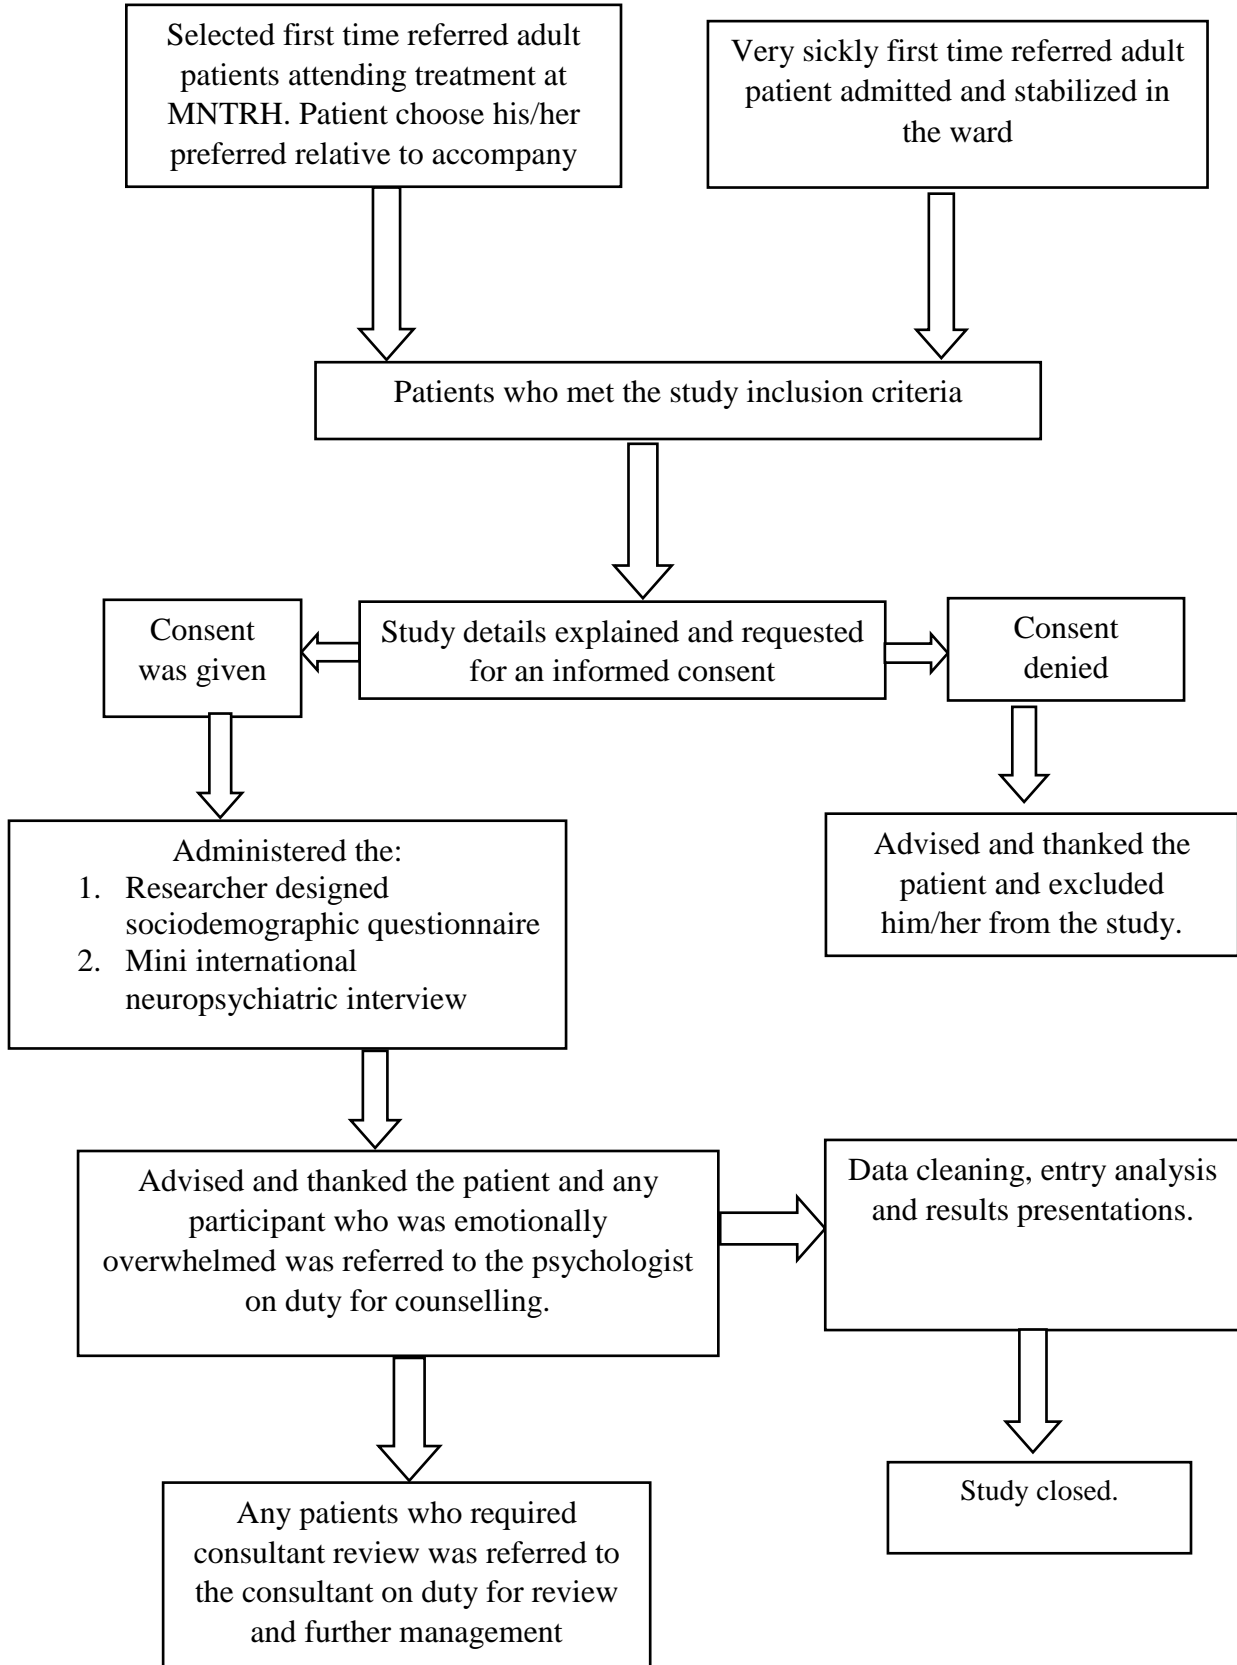 Selected first time referred adult
patients attending treatment at
MNTRH. Patient choose his/her
preferred relative to accompany
Very sickly first time referred adult
patient admitted and stabilized in
the ward
Patients who met the study inclusion criteria
Consent
was given
Study details explained and requested
for an informed consent
Consent
denied
Administered the:
1. Researcher designed
sociodemographic questionnaire
2. Mini international
neuropsychiatric interview
Advised and thanked the
patient and excluded
him/her from the study.
Advised and thanked the patient and any
participant who was emotionally
overwhelmed was referred to the psychologist
on duty for counselling.
Data cleaning, entry analysis
and results presentations.
Any patients who required
consultant review was referred to
the consultant on duty for review
and further management
Study closed.